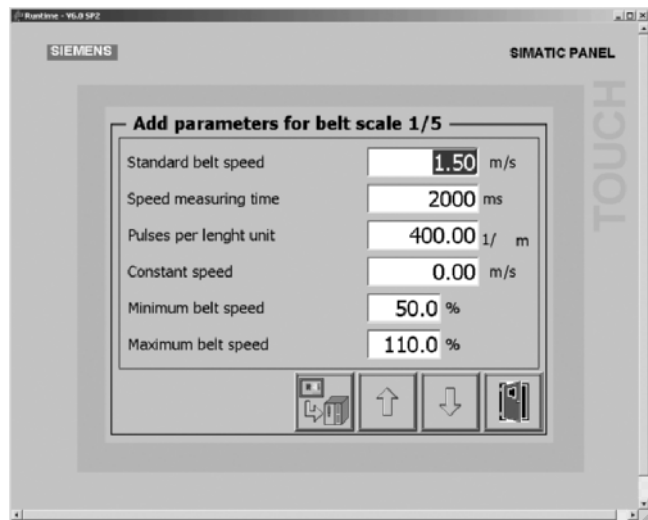 Runtime - V6.0 SP2
SIEMENS
SIMATIC PANEL
TOUCH
Add parameters for belt scale 1/5
Standard belt speed 1.50 m/s
Speed measuring time 2000 ms
Pulses per lenght unit 400.00 1/ m
Constant speed 0.00 m/s
Minimum belt speed 50.0 %
Maximum belt speed 110.0 %